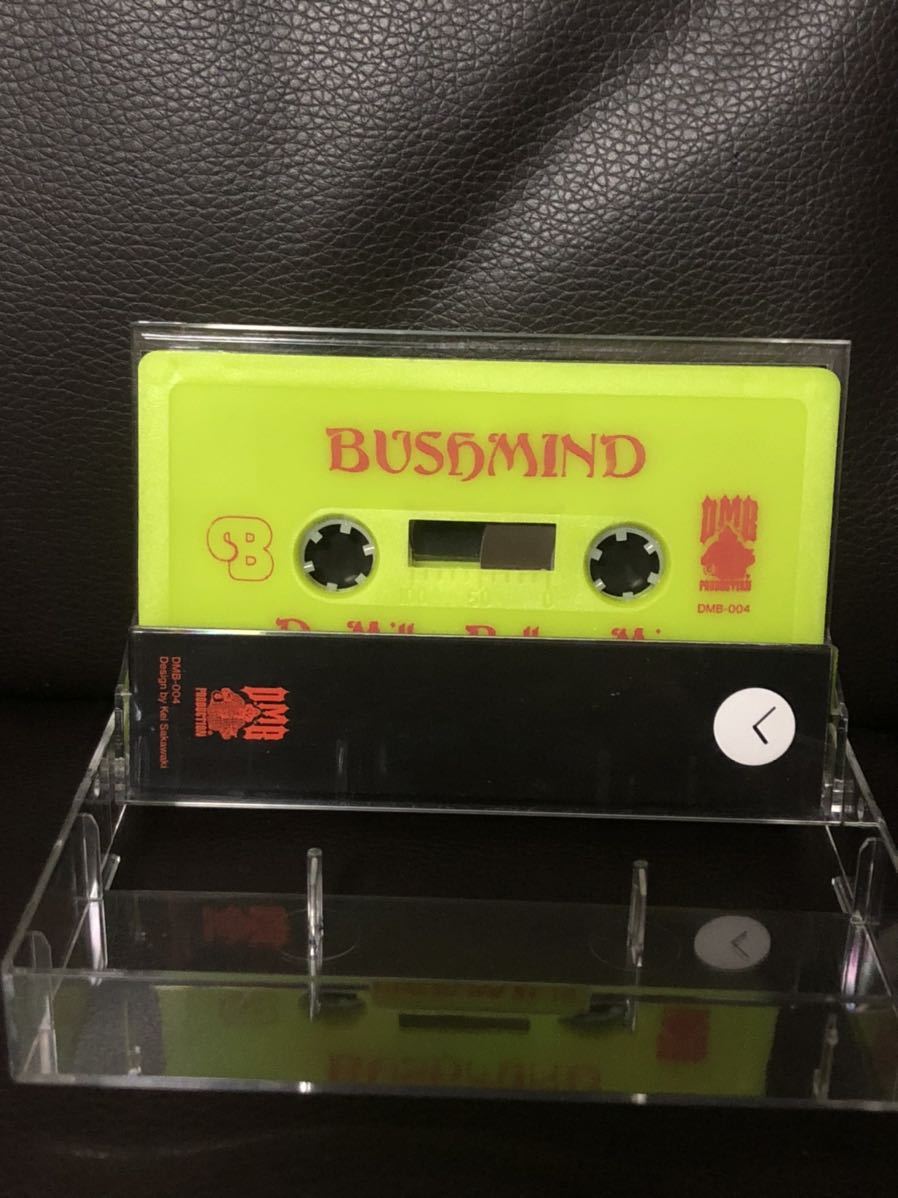 BUSHMIND
B
DMB
PRODUCTION
DMB-004
100 50 0
DMB-004
Design by Kei Sakawaki
DMB
PRODUCTION